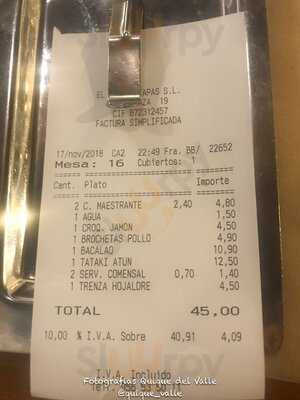 EL TAPAS S.L.
PLAZA, 19
CIF B72312457
FACTURA SIMPLIFICADA
17/nov/2018 CA2 22:49 Fra. BB/ 22652
Mesa: 16 Cubiertos: 1
Cant. Plato Importe
2 C. MAESTRANTE 2,40 4,80
1 AGUA 1,50
1 CROQ. JAMON 4,50
1 BROCHETAS POLLO 4,90
1 BACALAO 10,90
1 TATAKI ATUN 12,50
2 SERV. COMENSAL 0,70 1,40
1 TRENZA HOJALDRE 4,50
TOTAL 45,00
10,00 % I.V.A. Sobre 40,91 4,09
I.V.A. Incluido
Fotografias Quique del Valle
@quique_valle